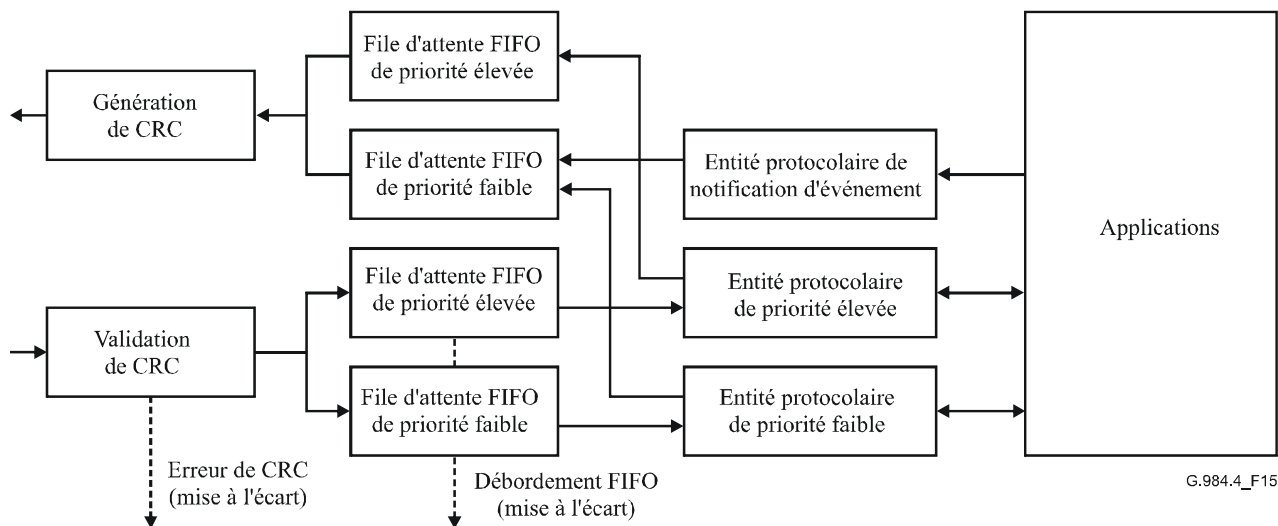 File d'attente FIFO
de priorité élevée
Génération
de CRC
File d'attente FIFO
de priorité faible
Entité protocolaire de
notification d'événement
Applications
File d'attente FIFO
de priorité élevée
Entité protocolaire
de priorité élevée
Validation
de CRC
File d'attente FIFO
de priorité faible
Entité protocolaire
de priorité faible
Erreur de CRC
(mise à l'écart)
Débordement FIFO
(mise à l'écart)
G.984.4_F15